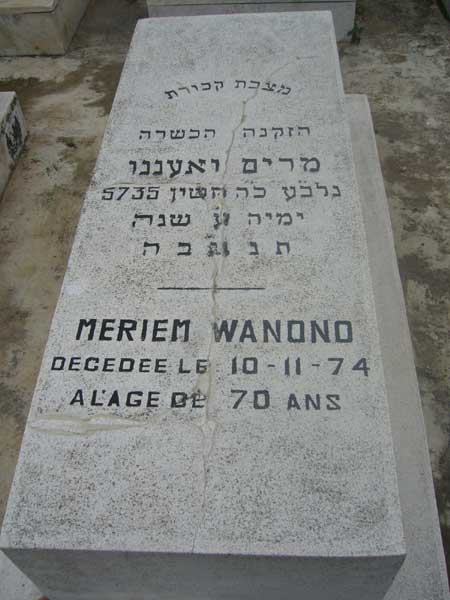 מצבת קבורת
הזקנה הכשרה
מרים ואעננו
נלבע כה חשון 5735
ימיה ע שנה
ת נ צ ב ה
MERIEM WANONO
DECEDEE LE 10-11-74
A L'AGE DE 70 ANS